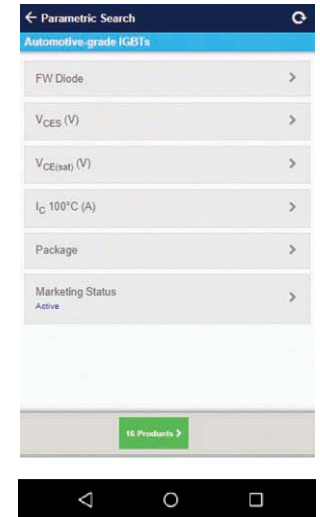 Parametric Search
Automotive-grade IGBTs
FW Diode
VCES (V)
VCE(sat) (V)
IC 100°C (A)
Package
Marketing Status
Active
16 Products